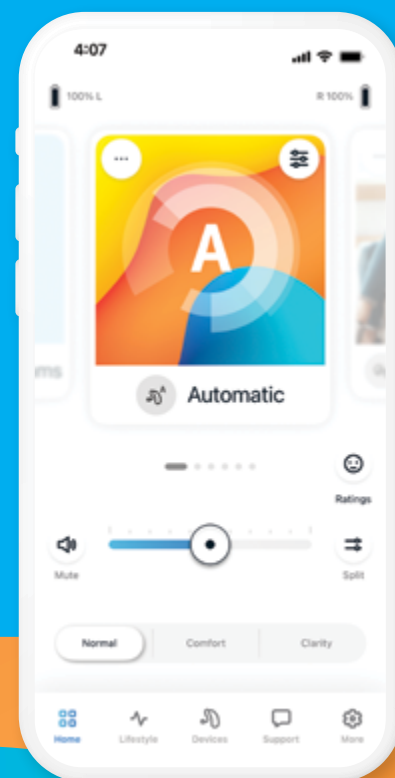 4:07
100% L R 100%
A
Automatic
Ratings
Mute Split
Normal Comfort Clarity
Home Lifestyle Devices Support More